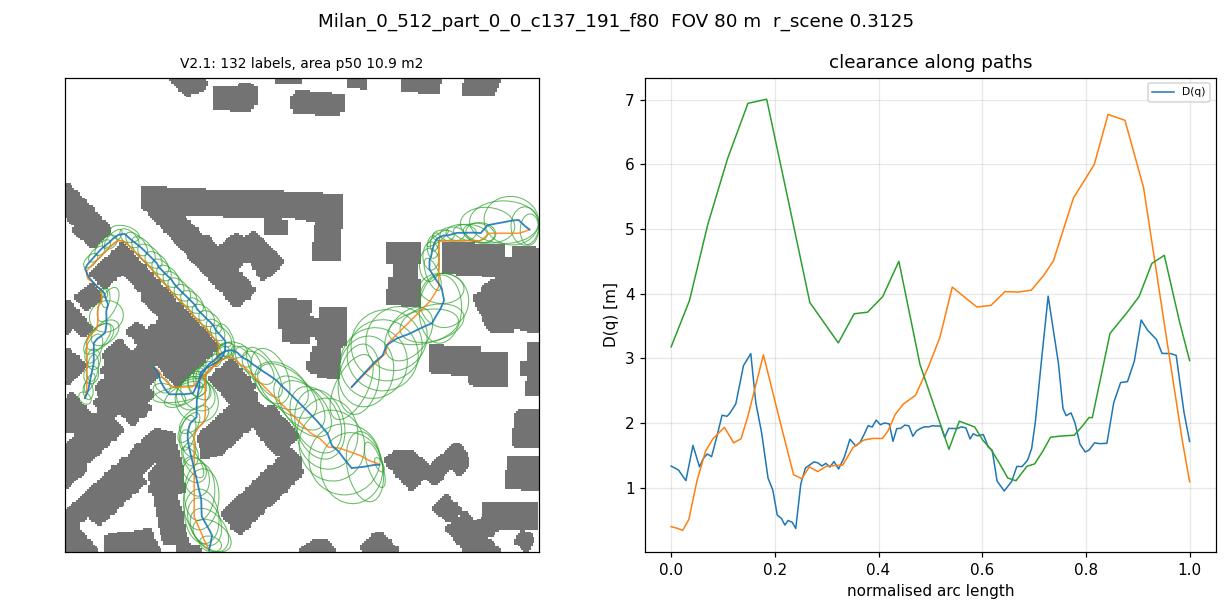 Milan_0_512_part_0_0_c137_191_f80  FOV 80 m  r_scene 0.3125
V2.1: 132 labels, area p50 10.9 m2
clearance along paths
D(q)
D(q) [m]
7
6
5
4
3
2
1
0.0 0.2 0.4 0.6 0.8 1.0
normalised arc length